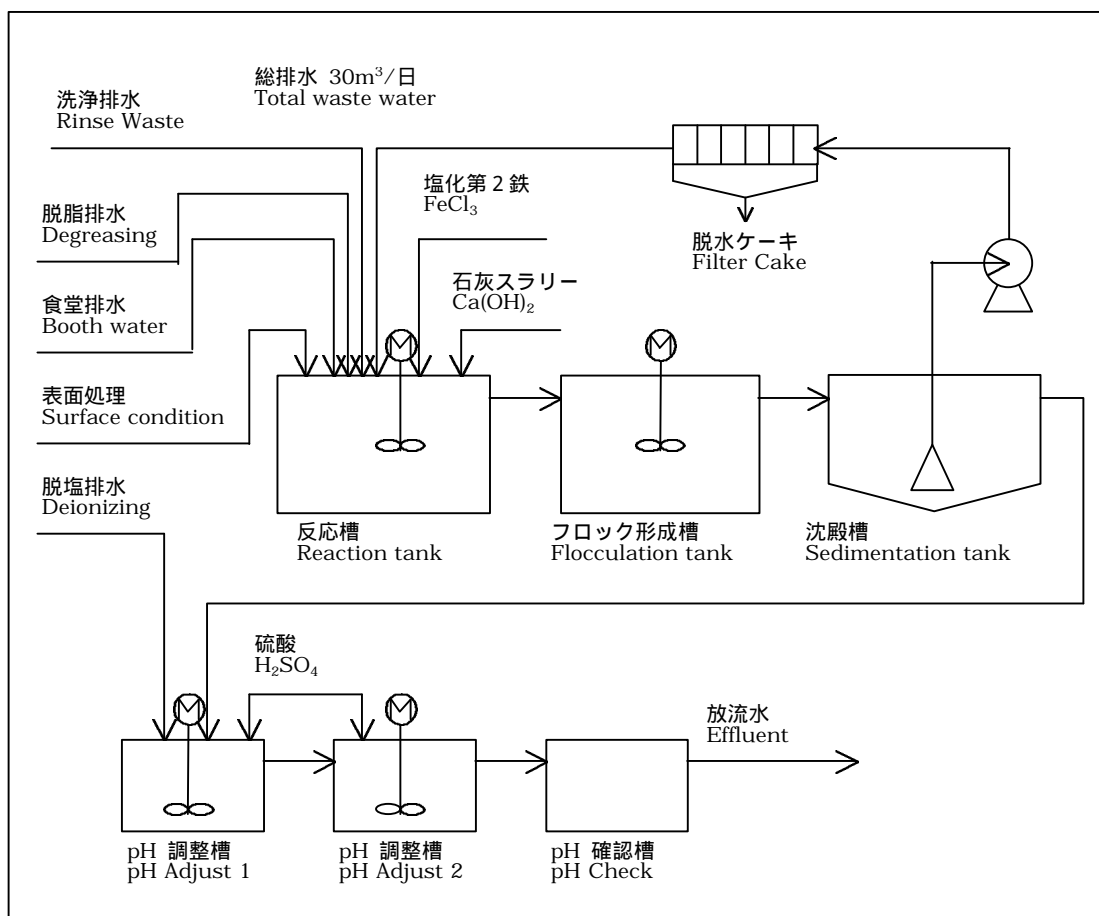 総排水 30m³/日
Total waste water
洗浄排水
Rinse Waste
塩化第2鉄
FeCl₃
脱脂排水
Degreasing
脱水ケーキ
Filter Cake
石灰スラリー
Ca(OH)₂
食堂排水
Booth water
表面処理
Surface condition
脱塩排水
Deionizing
反応槽
Reaction tank
フロック形成槽
Flocculation tank
沈殿槽
Sedimentation tank
硫酸
H₂SO₄
放流水
Effluent
pH 調整槽
pH Adjust 1
pH 調整槽
pH Adjust 2
pH 確認槽
pH Check
M
M
M
M